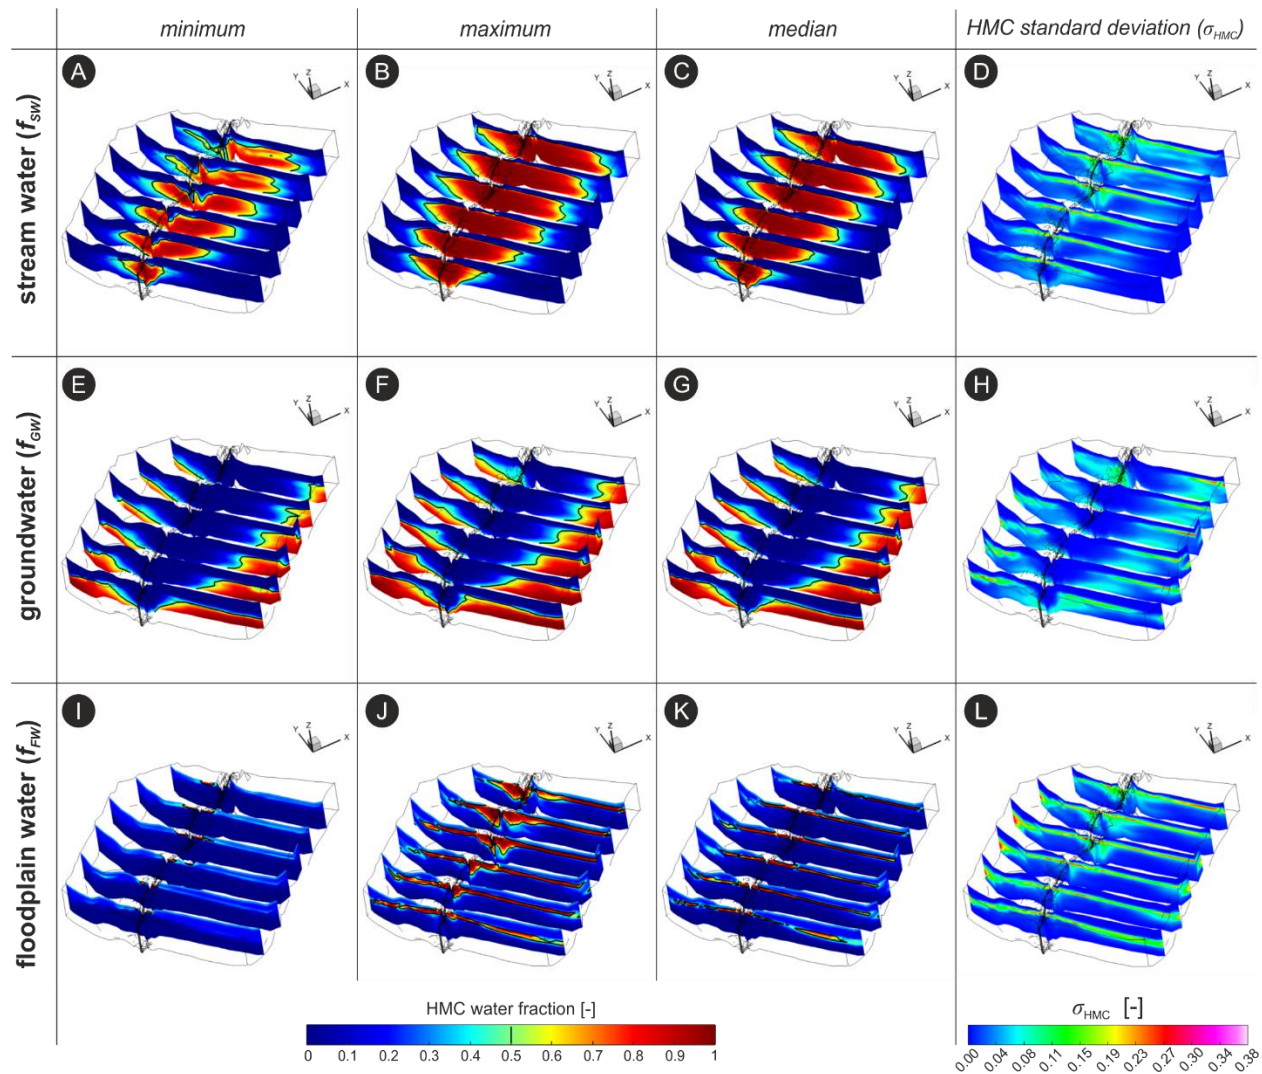 minimum
maximum
median
HMC standard deviation (σHMC)
stream water (fSW)
A
Y Z X
B
Y Z X
C
Y Z X
D
Y Z X
groundwater (fGW)
E
Y Z X
F
Y Z X
G
Y Z X
H
Y Z X
floodplain water (fFW)
I
Y Z X
J
Y Z X
K
Y Z X
L
Y Z X
HMC water fraction [-]
0 0.1 0.2 0.3 0.4 0.5 0.6 0.7 0.8 0.9 1
σHMC [-]
0.00 0.04 0.08 0.11 0.15 0.19 0.23 0.27 0.30 0.34 0.38